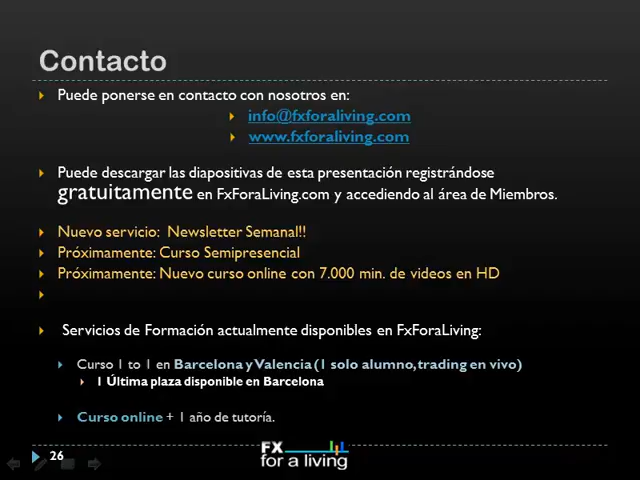 Contacto
Puede ponerse en contacto con nosotros en:
info@fxforaliving.com
www.fxforaliving.com
Puede descargar las diapositivas de esta presentación registrándose
gratuitamente en FxForaLiving.com y accediendo al área de Miembros.
Nuevo servicio: Newsletter Semanal!!
Próximamente: Curso Semipresencial
Próximamente: Nuevo curso online con 7.000 min. de videos en HD
Servicios de Formación actualmente disponibles en FxForaLiving:
Curso 1 to 1 en Barcelona y Valencia (1 solo alumno, trading en vivo)
1 Última plaza disponible en Barcelona
Curso online + 1 año de tutoría.
26
FX
for a living